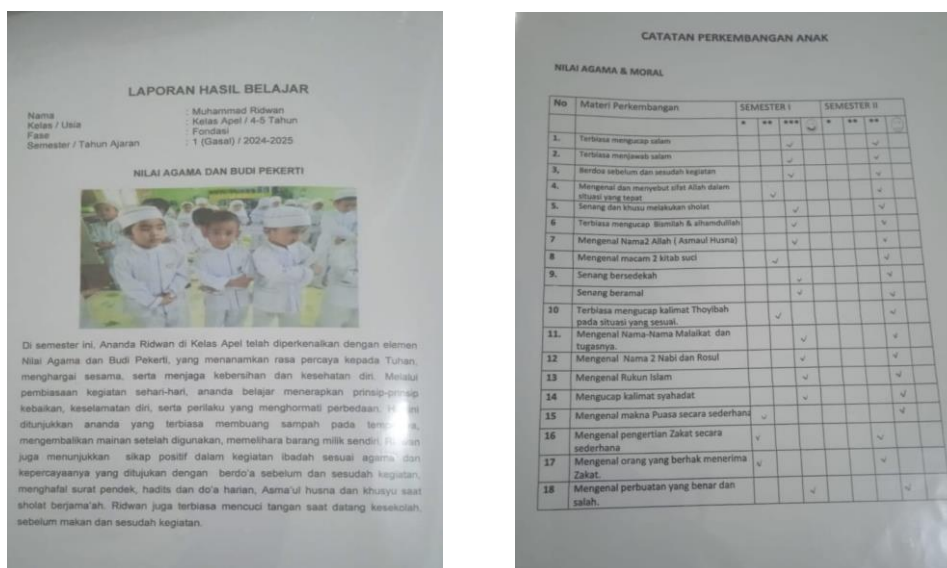 LAPORAN HASIL BELAJAR
Nama : Muhammad Ridwan
Kelas / Usia : Kelas Apel / 4-5 Tahun
Fase : Fondasi
Semester / Tahun Ajaran : 1 (Gasal) / 2024-2025
NILAI AGAMA DAN BUDI PEKERTI
Di semester ini, Ananda Ridwan di Kelas Apel telah diperkenalkan dengan elemen
Nilai Agama dan Budi Pekerti, yang menanamkan rasa percaya kepada Tuhan,
menghargai sesama, serta menjaga kebersihan dan kesehatan diri. Melalui
pembiasaan kegiatan sehari-hari, ananda belajar menerapkan prinsip-prinsip
kebaikan, keselamatan diri, serta perilaku yang menghormati perbedaan.
ditunjukkan ananda yang terbiasa membuang sampah pada
mengembalikan mainan setelah digunakan, memelihara barang milik sendiri.
juga menunjukkan sikap positif dalam kegiatan ibadah sesuai agama dan
kepercayaanya yang ditujukan dengan berdo'a sebelum dan sesudah kegiatan,
menghafal surat pendek, hadits dan do'a harian, Asma'ul husna dan khusyu saat
sholat berjama'ah. Ridwan juga terbiasa mencuci tangan saat datang kesekolah,
sebelum makan dan sesudah kegiatan.
CATATAN PERKEMBANGAN ANAK
NILAI AGAMA & MORAL
No Materi Perkembangan SEMESTER I SEMESTER II
* ** *** * ** **
1. Terbiasa mengucap salam ✓ ✓
2. Terbiasa menjawab salam ✓ ✓
3, Berdoa sebelum dan sesudah kegiatan ✓ ✓
4. Mengenal dan menyebut sifat Allah dalam
situasi yang tepat ✓ ✓
5. Senang dan khusu melakukan sholat ✓ ✓
6 Terbiasa mengucap Bismilah & alhamdulilah ✓ ✓
7 Mengenal Nama2 Allah ( Asmaul Husna) ✓ ✓
8 Mengenal macam 2 kitab suci ✓ ✓
9. Senang bersedekah ✓ ✓
Senang beramal ✓ ✓
10 Terbiasa mengucap kalimat Thoyibah
pada situasi yang sesuai. ✓ ✓
11. Mengenal Nama-Nama Malaikat dan
tugasnya. ✓ ✓
12 Mengenal Nama 2 Nabi dan Rosul ✓ ✓
13 Mengenal Rukun Islam ✓ ✓
14 Mengucap kalimat syahadat ✓ ✓
15 Mengenal makna Puasa secara sederhana ✓ ✓
16 Mengenal pengertian Zakat secara
sederhana ✓ ✓
17 Mengenal orang yang berhak menerima
Zakat. ✓ ✓
18 Mengenal perbuatan yang benar dan
salah. ✓ ✓